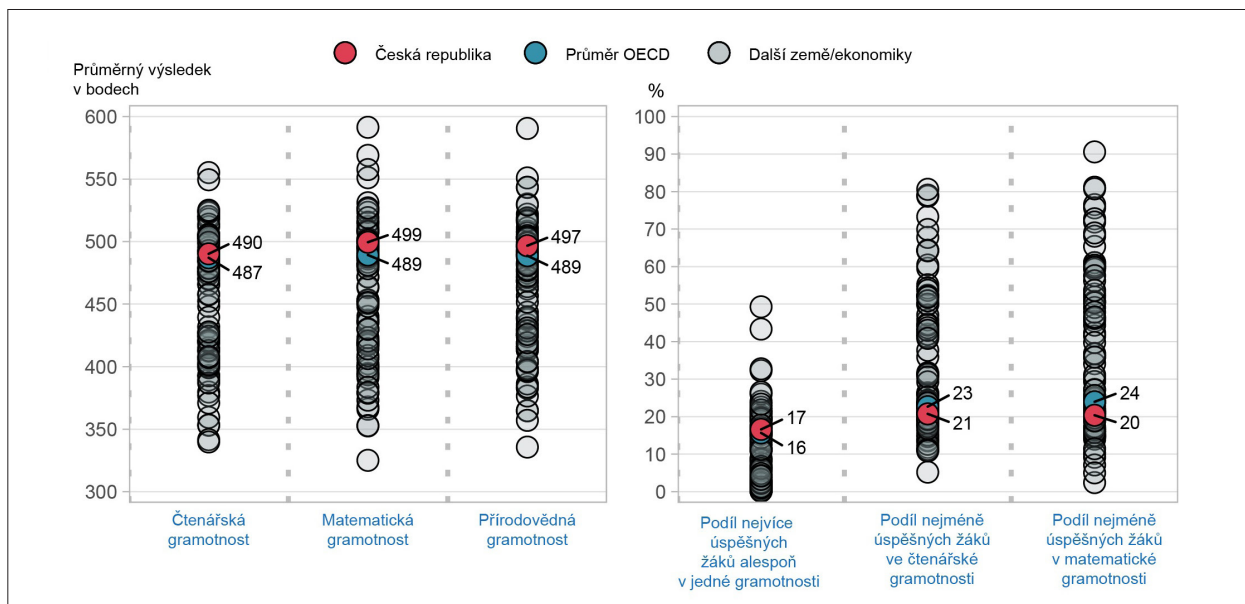 Česká republika
Průměr OECD
Další země/ekonomiky
Průměrný výsledek
v bodech
600
550
500
450
400
350
300
490
487
499
489
497
489
Čtenářská
gramotnost
Matematická
gramotnost
Přírodovědná
gramotnost
%
100
90
80
70
60
50
40
30
20
10
0
17
16
23
21
24
20
Podíl nejvíce
úspěšných
žáků alespoň
v jedné gramotnosti
Podíl nejméně
úspěšných žáků
ve čtenářské
gramotnosti
Podíl nejméně
úspěšných žáků
v matematické
gramotnosti